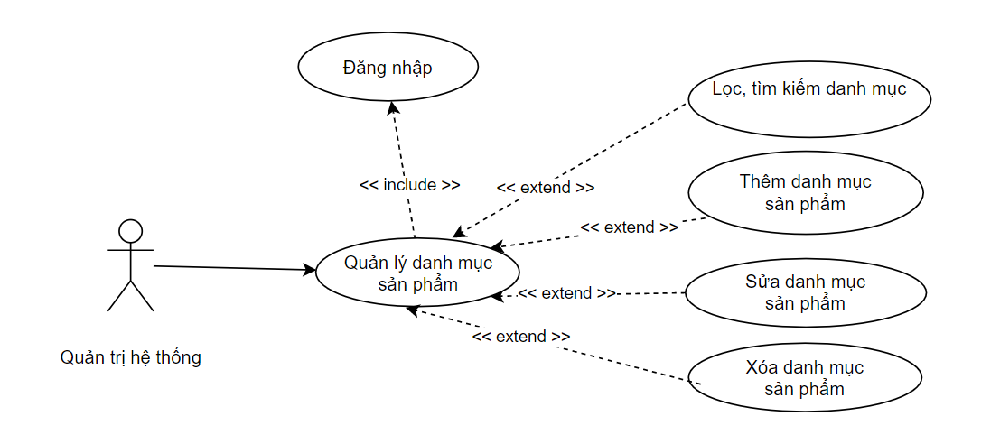 Đăng nhập
Lọc, tìm kiếm danh mục
<< include >>
<< extend >>
Thêm danh mục
sản phẩm
<< extend >>
Quản lý danh mục
sản phẩm
<< extend >>
Sửa danh mục
sản phẩm
<< extend >>
Quản trị hệ thống
Xóa danh mục
sản phẩm